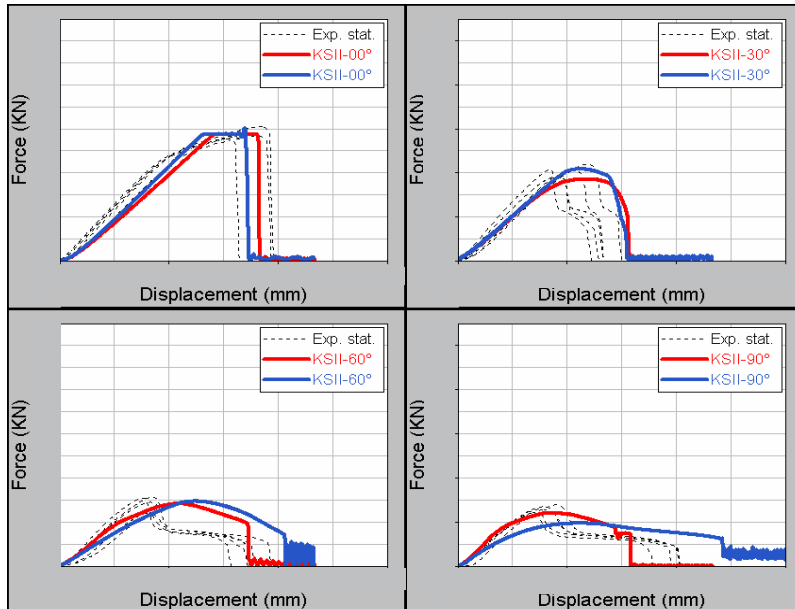 Exp. stat.
KSII-00°
KSII-00°
Force (KN)
Displacement (mm)
Exp. stat.
KSII-30°
KSII-30°
Force (KN)
Displacement (mm)
Exp. stat.
KSII-60°
KSII-60°
Force (KN)
Displacement (mm)
Exp. stat.
KSII-90°
KSII-90°
Force (KN)
Displacement (mm)